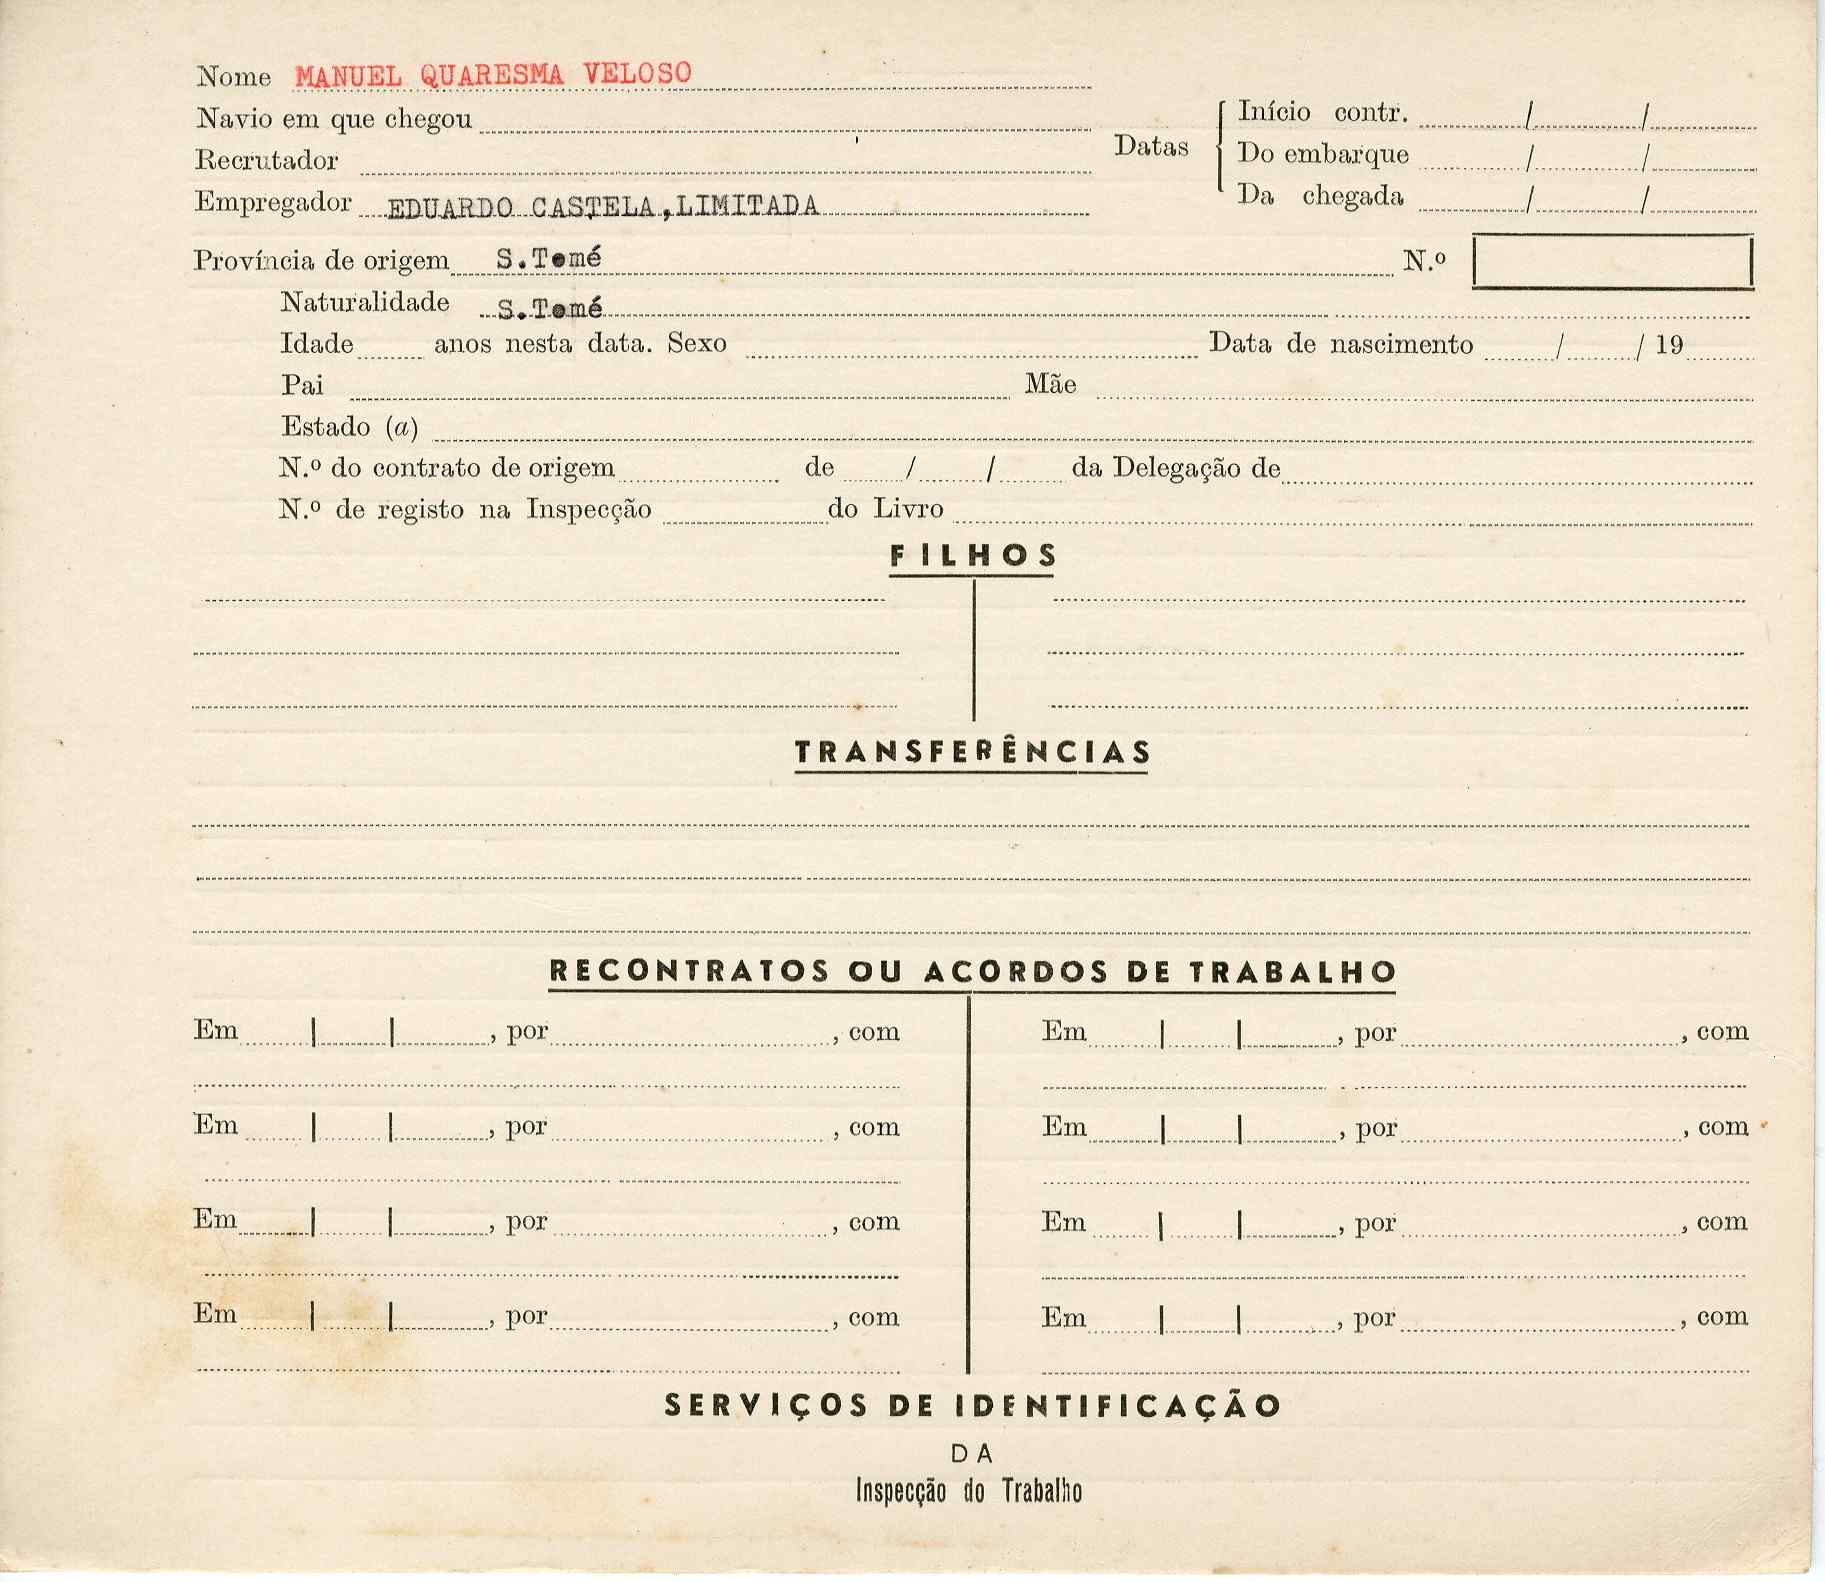 Nome MANUEL QUARESMA VELOSO
Navio em que chegou
Recrutador
Empregador EDUARDO CASTELA,LIMITADA
Datas
Início contr. / /
Do embarque / /
Da chegada / /
Província de origem S.Tomé N.º
Naturalidade S.Tomé
Idade anos nesta data. Sexo Data de nascimento / / 19
Pai Mãe
Estado (a)
N.º do contrato de origem de / / da Delegação de
N.º de registo na Inspecção do Livro
FILHOS
TRANSFERÊNCIAS
RECONTRATOS OU ACORDOS DE TRABALHO
Em | | , por , com
Em | | , por , com
Em | | , por , com
Em | | , por , com
Em | | , por , com
Em | | , por , com
Em | | , por , com
Em | | , por , com
SERVIÇOS DE IDENTIFICAÇÃO
DA
Inspecção do Trabalho